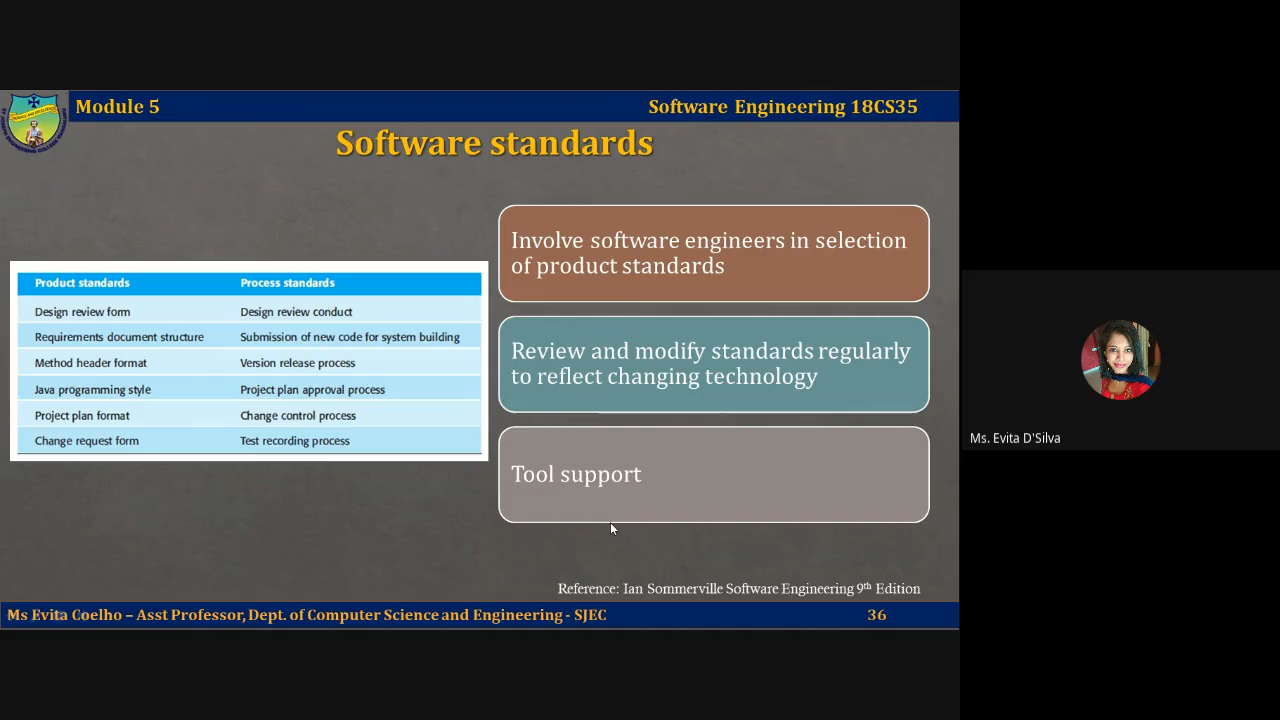 Module 5
Software Engineering 18CS35
Software standards
Product standards Process standards
Design review form Design review conduct
Requirements document structure Submission of new code for system building
Method header format Version release process
Java programming style Project plan approval process
Project plan format Change control process
Change request form Test recording process
Involve software engineers in selection
of product standards
Review and modify standards regularly
to reflect changing technology
Tool support
Reference: Ian Sommerville Software Engineering 9th Edition
Ms Evita Coelho – Asst Professor, Dept. of Computer Science and Engineering - SJEC
36
Ms. Evita D'Silva